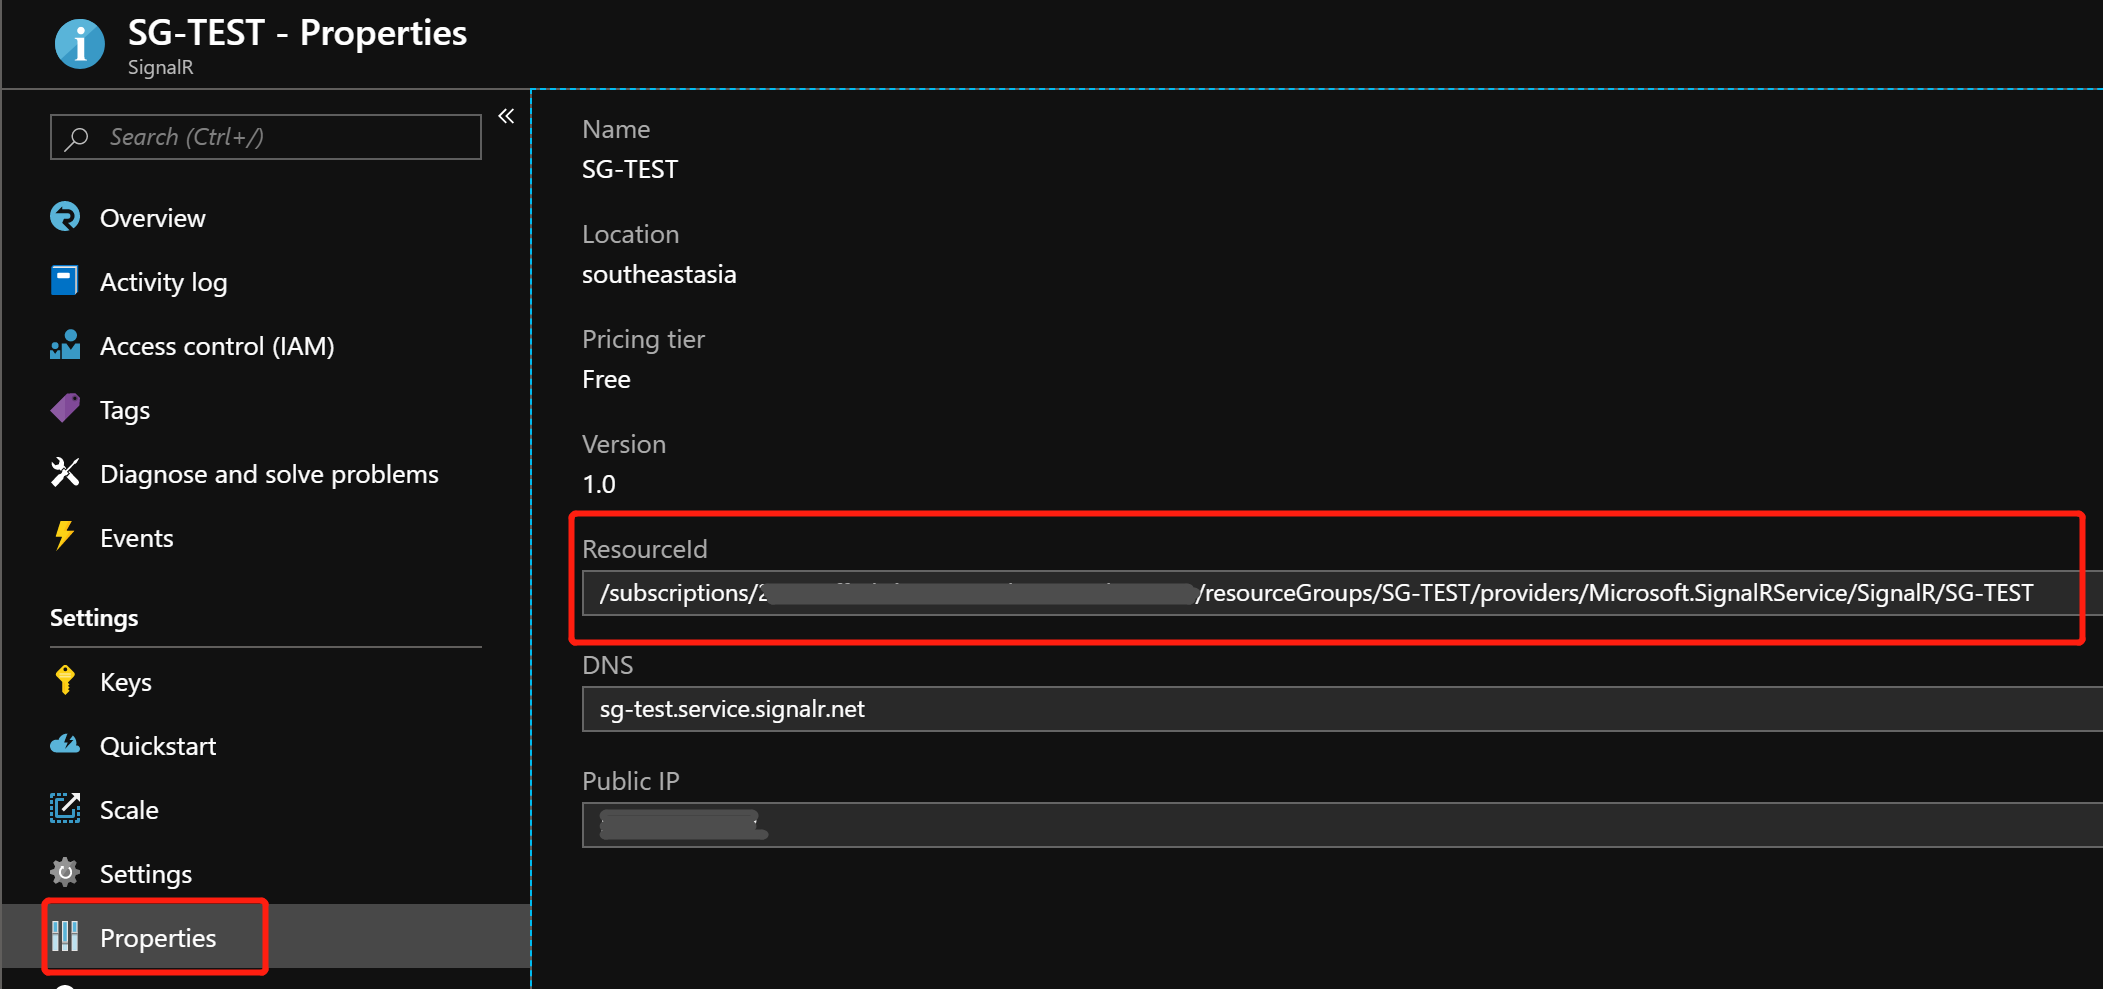 SG-TEST - Properties
SignalR
«
Search (Ctrl+/)
Overview
Activity log
Access control (IAM)
Tags
Diagnose and solve problems
Events
Settings
Keys
Quickstart
Scale
Settings
Properties
Name
SG-TEST
Location
southeastasia
Pricing tier
Free
Version
1.0
ResourceId
/subscriptions/2 /resourceGroups/SG-TEST/providers/Microsoft.SignalRService/SignalR/SG-TEST
DNS
sg-test.service.signalr.net
Public IP